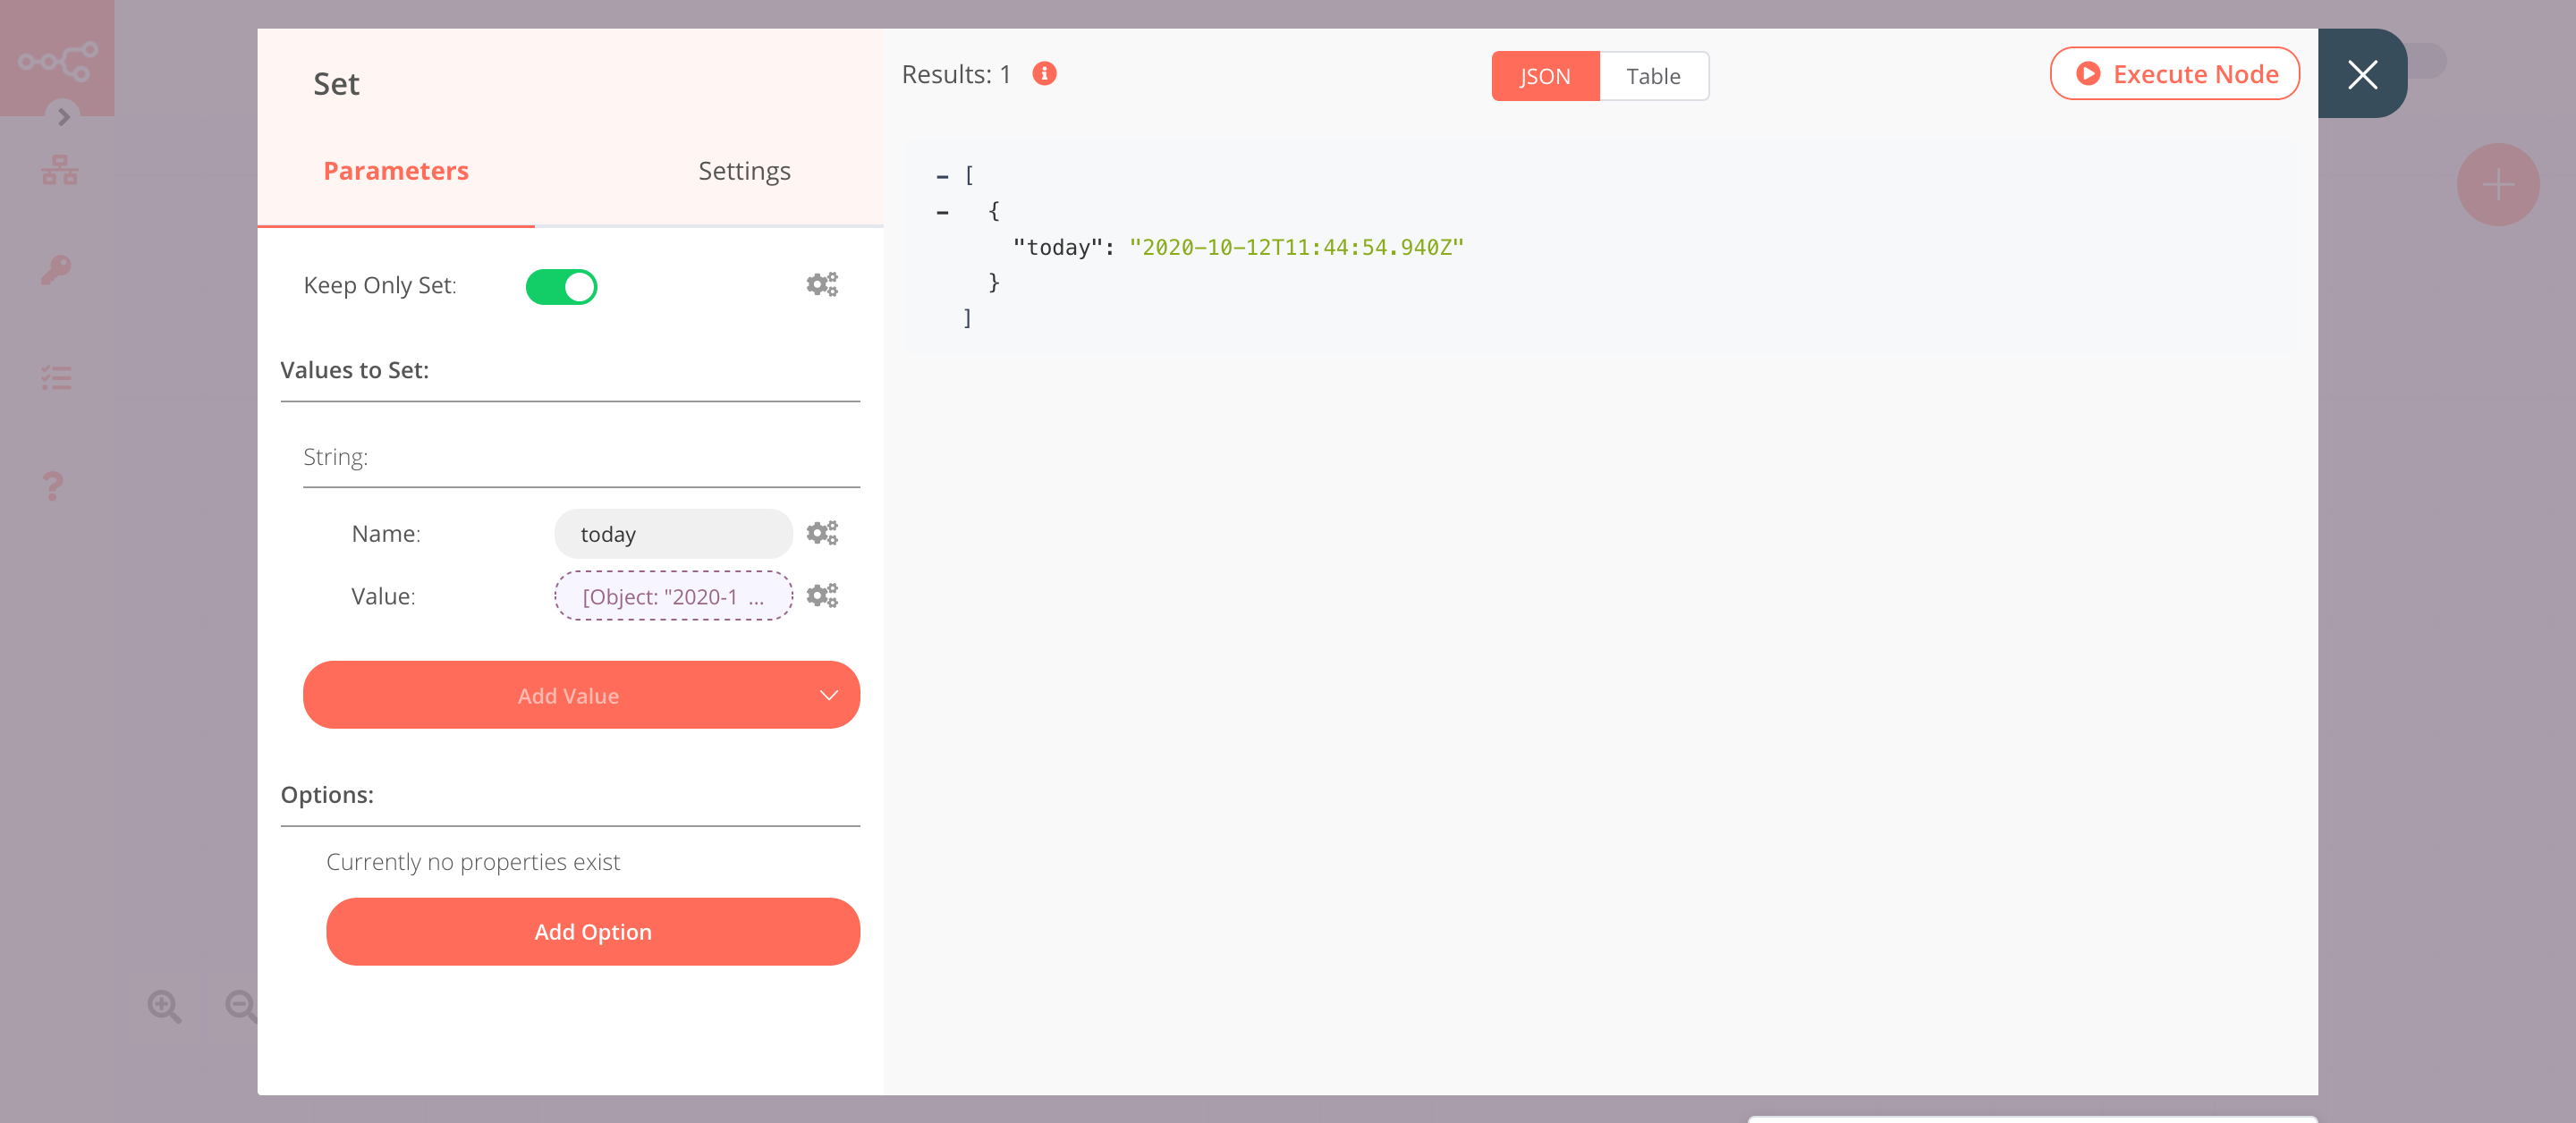 Set
Parameters
Settings
Keep Only Set:
Values to Set:
String:
Name:
today
Value:
[Object: "2020-1 ...
Add Value
Options:
Currently no properties exist
Add Option
Results: 1
JSON
Table
Execute Node
[
{
"today": "2020-10-12T11:44:54.940Z"
}
]